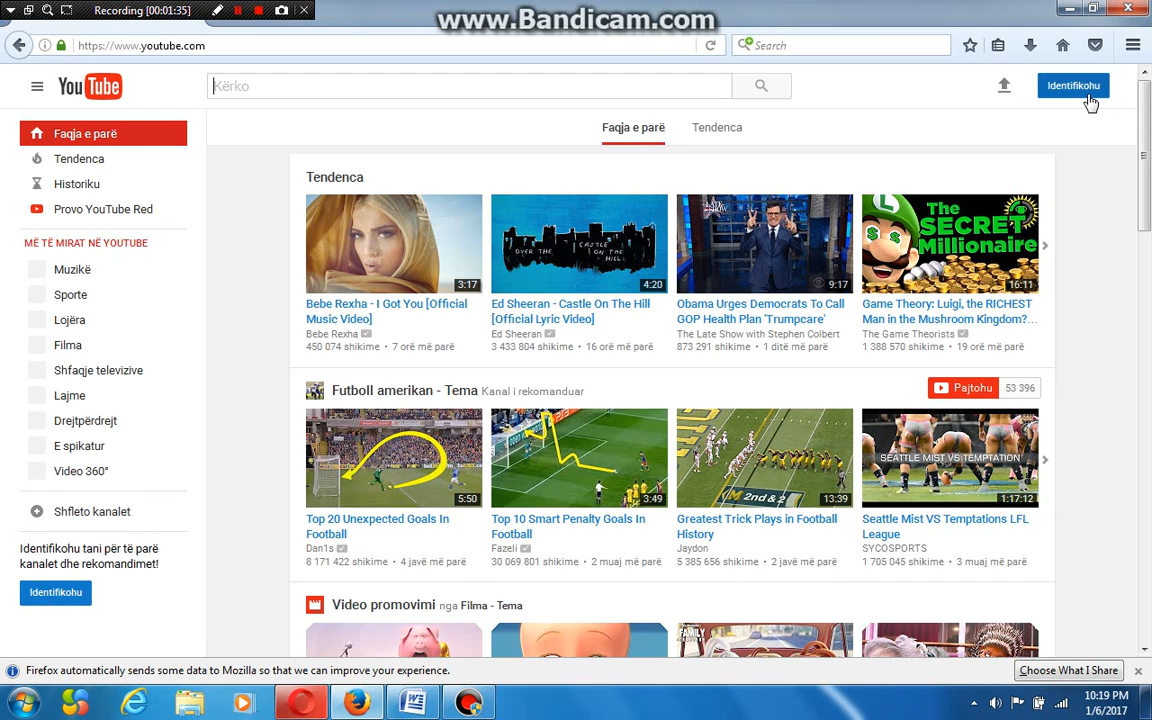 Recording [00:01:35]
www.Bandicam.com
https://www.youtube.com
Search
YouTube
Kërko
Identifikohu
Faqja e parë
Tendenca
Faqja e parë
Tendenca
Historiku
Provo YouTube Red
MË TË MIRAT NË YOUTUBE
Muzikë
Sporte
Lojëra
Filma
Shfaqje televizive
Lajme
Drejtpërdrejt
E spikatur
Video 360°
Shfleto kanalet
Identifikohu tani për të parë
kanalet dhe rekomandimet!
Identifikohu
Tendenca
3:17
Bebe Rexha - I Got You [Official
Music Video]
Bebe Rexha
450 074 shikime • 7 orë më parë
OVER THE CASTLE ON THE HILL
4:20
Ed Sheeran - Castle On The Hill
[Official Lyric Video]
Ed Sheeran
3 433 804 shikime • 16 orë më parë
9:17
Obama Urges Democrats To Call
GOP Health Plan 'Trumpcare'
The Late Show with Stephen Colbert
873 291 shikime • 1 ditë më parë
The
SECRET
Millionaire
16:11
Game Theory: Luigi, the RICHEST
Man in the Mushroom Kingdom?...
The Game Theorists
1 388 570 shikime • 19 orë më parë
Futboll amerikan - Tema Kanal i rekomanduar
Pajtohu 53 396
5:50
Top 20 Unexpected Goals In
Football
Dan1s
8 171 422 shikime • 4 javë më parë
3:49
Top 10 Smart Penalty Goals In
Football
Fazeli
30 069 801 shikime • 2 muaj më parë
2nd & 2
13:39
Greatest Trick Plays in Football
History
Jaydon
5 385 656 shikime • 2 javë më parë
SEATTLE MIST VS TEMPTATION
1:17:12
Seattle Mist VS Temptations LFL
League
SYCOSPORTS
1 705 045 shikime • 3 muaj më parë
Video promovimi nga Filma - Tema
FAMILY
Firefox automatically sends some data to Mozilla so that we can improve your experience.
Choose What I Share
10:19 PM
1/6/2017